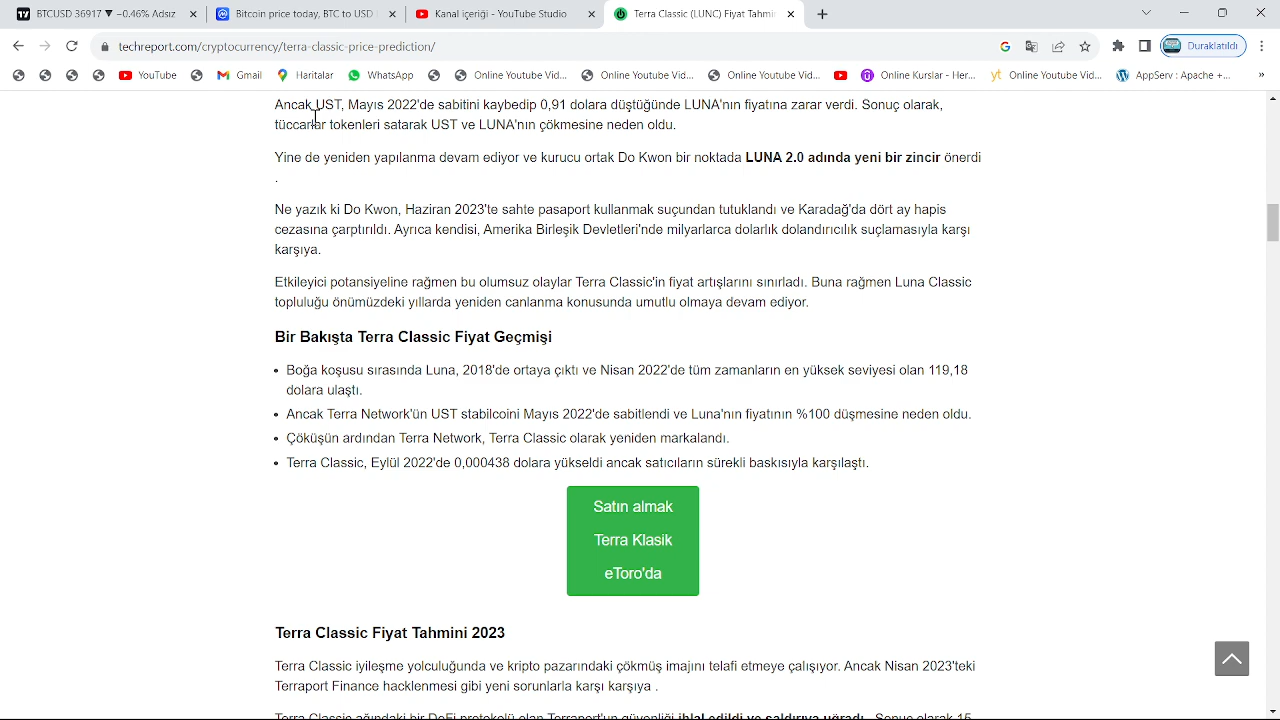 BTCUSD 36917 ▼ −0.46% Adsız
Bitcoin price today, BTC to USD
Kanal içeriği - YouTube Studio
Terra Classic (LUNC) Fiyat Tahmi
techreport.com/cryptocurrency/terra-classic-price-prediction/
Duraklatıldı
YouTube
Gmail
Haritalar
WhatsApp
Online Youtube Vid...
Online Youtube Vid...
Online Youtube Vid...
Online Kurslar - Her...
Online Youtube Vid...
AppServ : Apache +...
»
Ancak UST, Mayıs 2022'de sabitini kaybedip 0,91 dolara düştüğünde LUNA'nın fiyatına zarar verdi. Sonuç olarak,
tüccarlar tokenleri satarak UST ve LUNA'nın çökmesine neden oldu.
Yine de yeniden yapılanma devam ediyor ve kurucu ortak Do Kwon bir noktada LUNA 2.0 adında yeni bir zincir önerdi
.
Ne yazık ki Do Kwon, Haziran 2023'te sahte pasaport kullanmak suçundan tutuklandı ve Karadağ'da dört ay hapis
cezasına çarptırıldı. Ayrıca kendisi, Amerika Birleşik Devletleri'nde milyarlarca dolarlık dolandırıcılık suçlamasıyla karşı
karşıya.
Etkileyici potansiyeline rağmen bu olumsuz olaylar Terra Classic'in fiyat artışlarını sınırladı. Buna rağmen Luna Classic
topluluğu önümüzdeki yıllarda yeniden canlanma konusunda umutlu olmaya devam ediyor.
Bir Bakışta Terra Classic Fiyat Geçmişi
• Boğa koşusu sırasında Luna, 2018'de ortaya çıktı ve Nisan 2022'de tüm zamanların en yüksek seviyesi olan 119,18
dolara ulaştı.
• Ancak Terra Network'ün UST stabilcoini Mayıs 2022'de sabitlendi ve Luna'nın fiyatının %100 düşmesine neden oldu.
• Çöküşün ardından Terra Network, Terra Classic olarak yeniden markalandı.
• Terra Classic, Eylül 2022'de 0,000438 dolara yükseldi ancak satıcıların sürekli baskısıyla karşılaştı.
Satın almak
Terra Klasik
eToro'da
Terra Classic Fiyat Tahmini 2023
Terra Classic iyileşme yolculuğunda ve kripto pazarındaki çökmüş imajını telafi etmeye çalışıyor. Ancak Nisan 2023'teki
Terraport Finance hacklenmesi gibi yeni sorunlarla karşı karşıya .
Terra Classic ağındaki bir DeFi protokolü olan Terraport'un güvenliği ihlal edildi ve saldırıya uğradı . Sonuç olarak 15